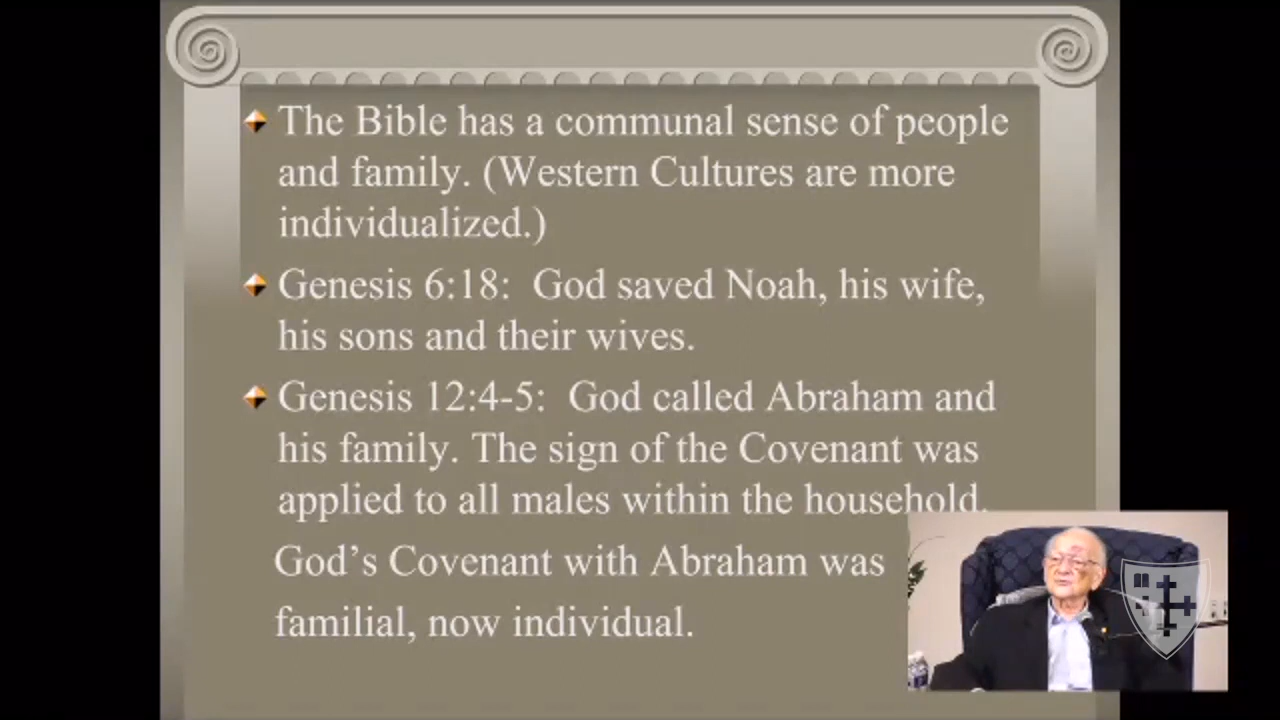 The Bible has a communal sense of people
and family. (Western Cultures are more
individualized.)
Genesis 6:18:  God saved Noah, his wife,
his sons and their wives.
Genesis 12:4-5:  God called Abraham and
his family. The sign of the Covenant was
applied to all males within the household.
God’s Covenant with Abraham was
familial, now individual.